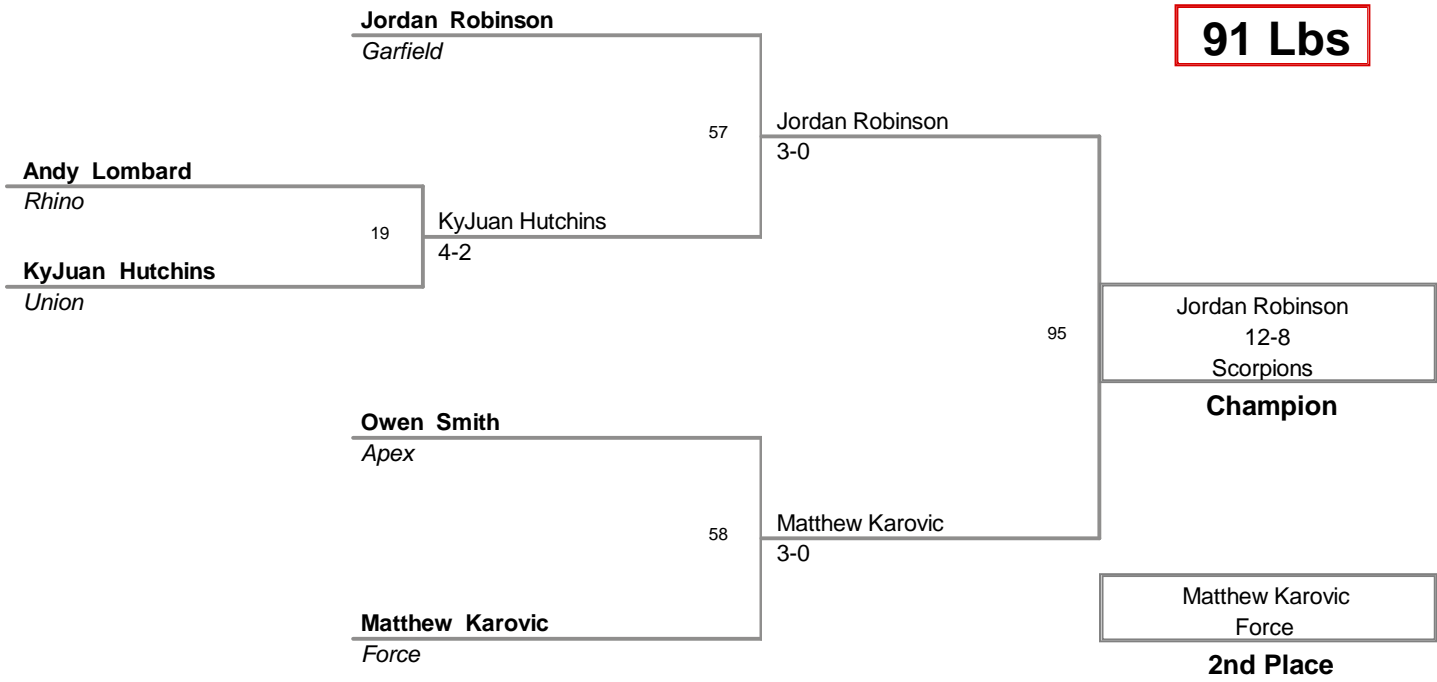 Jordan Robinson
Garfield
91 Lbs
57
Jordan Robinson
3-0
Andy Lombard
Rhino
19
KyJuan Hutchins
4-2
KyJuan Hutchins
Union
95
Jordan Robinson
12-8
Scorpions
Champion
Owen Smith
Apex
58
Matthew Karovic
3-0
Matthew Karovic
Force
Matthew Karovic
Force
2nd Place